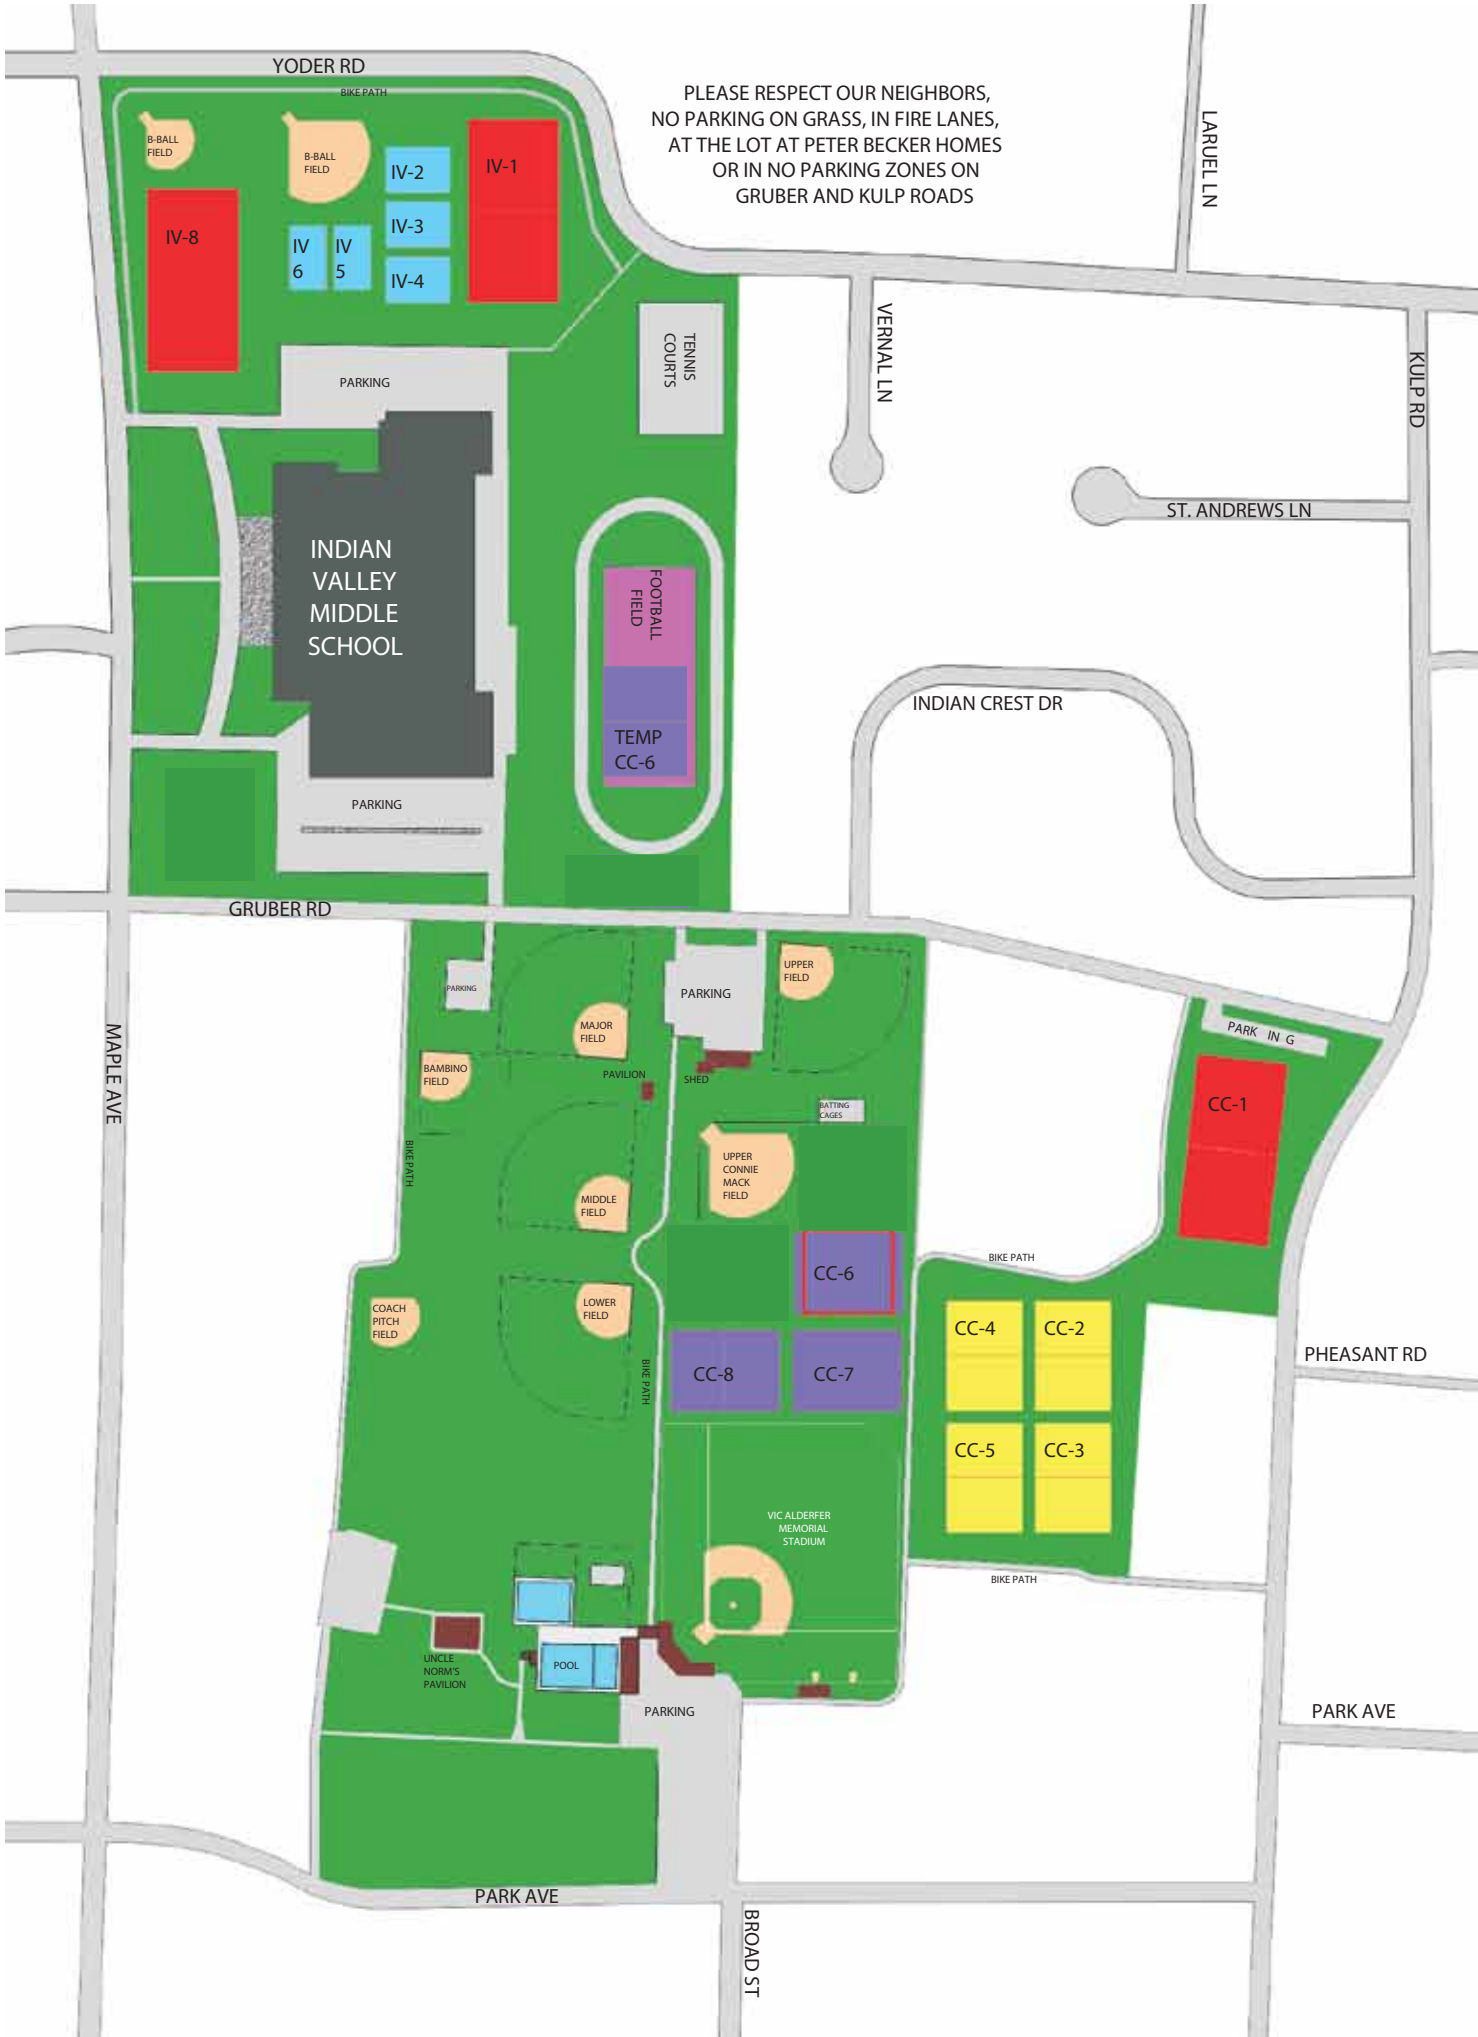 YODER RD
BIKE PATH
PLEASE RESPECT OUR NEIGHBORS,
NO PARKING ON GRASS, IN FIRE LANES,
AT THE LOT AT PETER BECKER HOMES
OR IN NO PARKING ZONES ON
GRUBER AND KULP ROADS
LARUEL LN
B-BALL
FIELD
B-BALL
FIELD
IV-2
IV-1
IV-3
IV-8
IV
6
IV
5
IV-4
TENNIS
COURTS
VERNAL LN
KULP RD
PARKING
ST. ANDREWS LN
INDIAN
VALLEY
MIDDLE
SCHOOL
FOOTBALL
FIELD
INDIAN CREST DR
TEMP
CC-6
PARKING
GRUBER RD
PARKING
PARKING
UPPER
FIELD
MAJOR
FIELD
PARK IN G
MAPLE AVE
BAMBINO
FIELD
PAVILION
SHED
BATTING
CAGES
CC-1
BIKE PATH
UPPER
CONNIE
MACK
FIELD
MIDDLE
FIELD
BIKE PATH
CC-6
COACH
PITCH
FIELD
LOWER
FIELD
CC-4
CC-2
BIKE PATH
CC-8
CC-7
PHEASANT RD
CC-5
CC-3
VIC ALDERFER
MEMORIAL
STADIUM
BIKE PATH
UNCLE
NORM'S
PAVILION
POOL
PARKING
PARK AVE
PARK AVE
BROAD ST